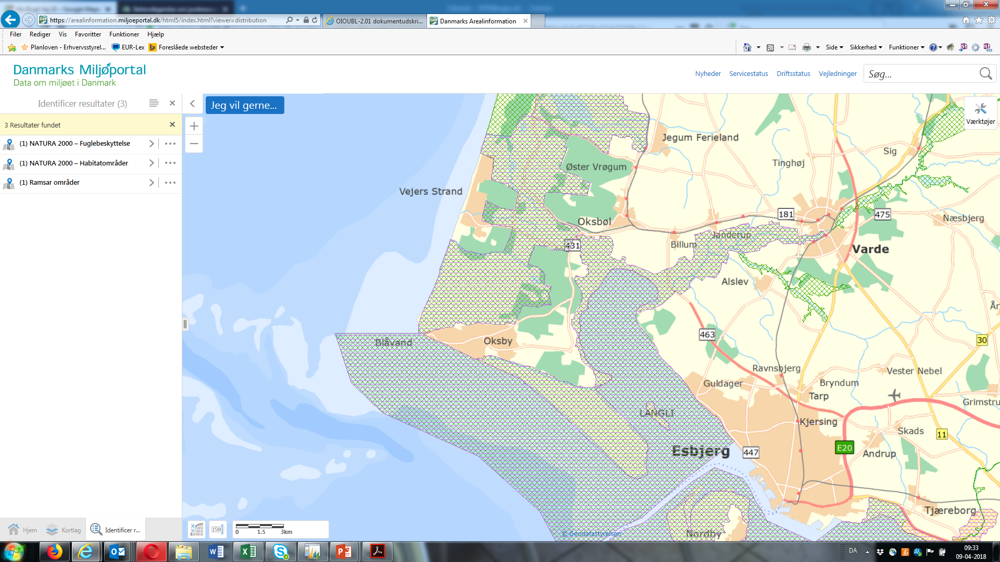 https://arealinformation.miljoeportal.dk/html5/index.html?viewer=distribution
OIOUBL-2.01 dokumentudskri...
Danmarks Arealinformation
Filer Rediger Vis Favoritter Funktioner Hjælp
Planloven - Erhvervsstyrel... EUR-Lex Foreslåede websteder
Side Sikkerhed Funktioner
Danmarks Miljøportal
Data om miljøet i Danmark
Nyheder Servicestatus Driftsstatus Vejledninger
Søg...
Identificer resultater (3)
3 Resultater fundet
(1) NATURA 2000 – Fuglebeskyttelse
(1) NATURA 2000 – Habitatområder
(1) Ramsar områder
Jeg vil gerne...
Værktøjer
Jegum Ferieland
Sig
Tinghøj
Øster Vrøgum
Vejers Strand
181
475
Næsbjerg
Oksbøl
Janderup
431
Billum
Varde
Alslev
År
463
30
Blåvand
Oksby
Ravnsbjerg
Vester Nebel
Guldager
Bryndum
Tarp
Grimstru
LANGLI
Kjersing
Skads
11
Esbjerg
447
E20
Andrup
Tjæreborg
Nordby
© Geodatastyrelsen
1500
0 1.5 3km
Hjem Kortlag Identificer r...
DA
09:33
09-04-2018